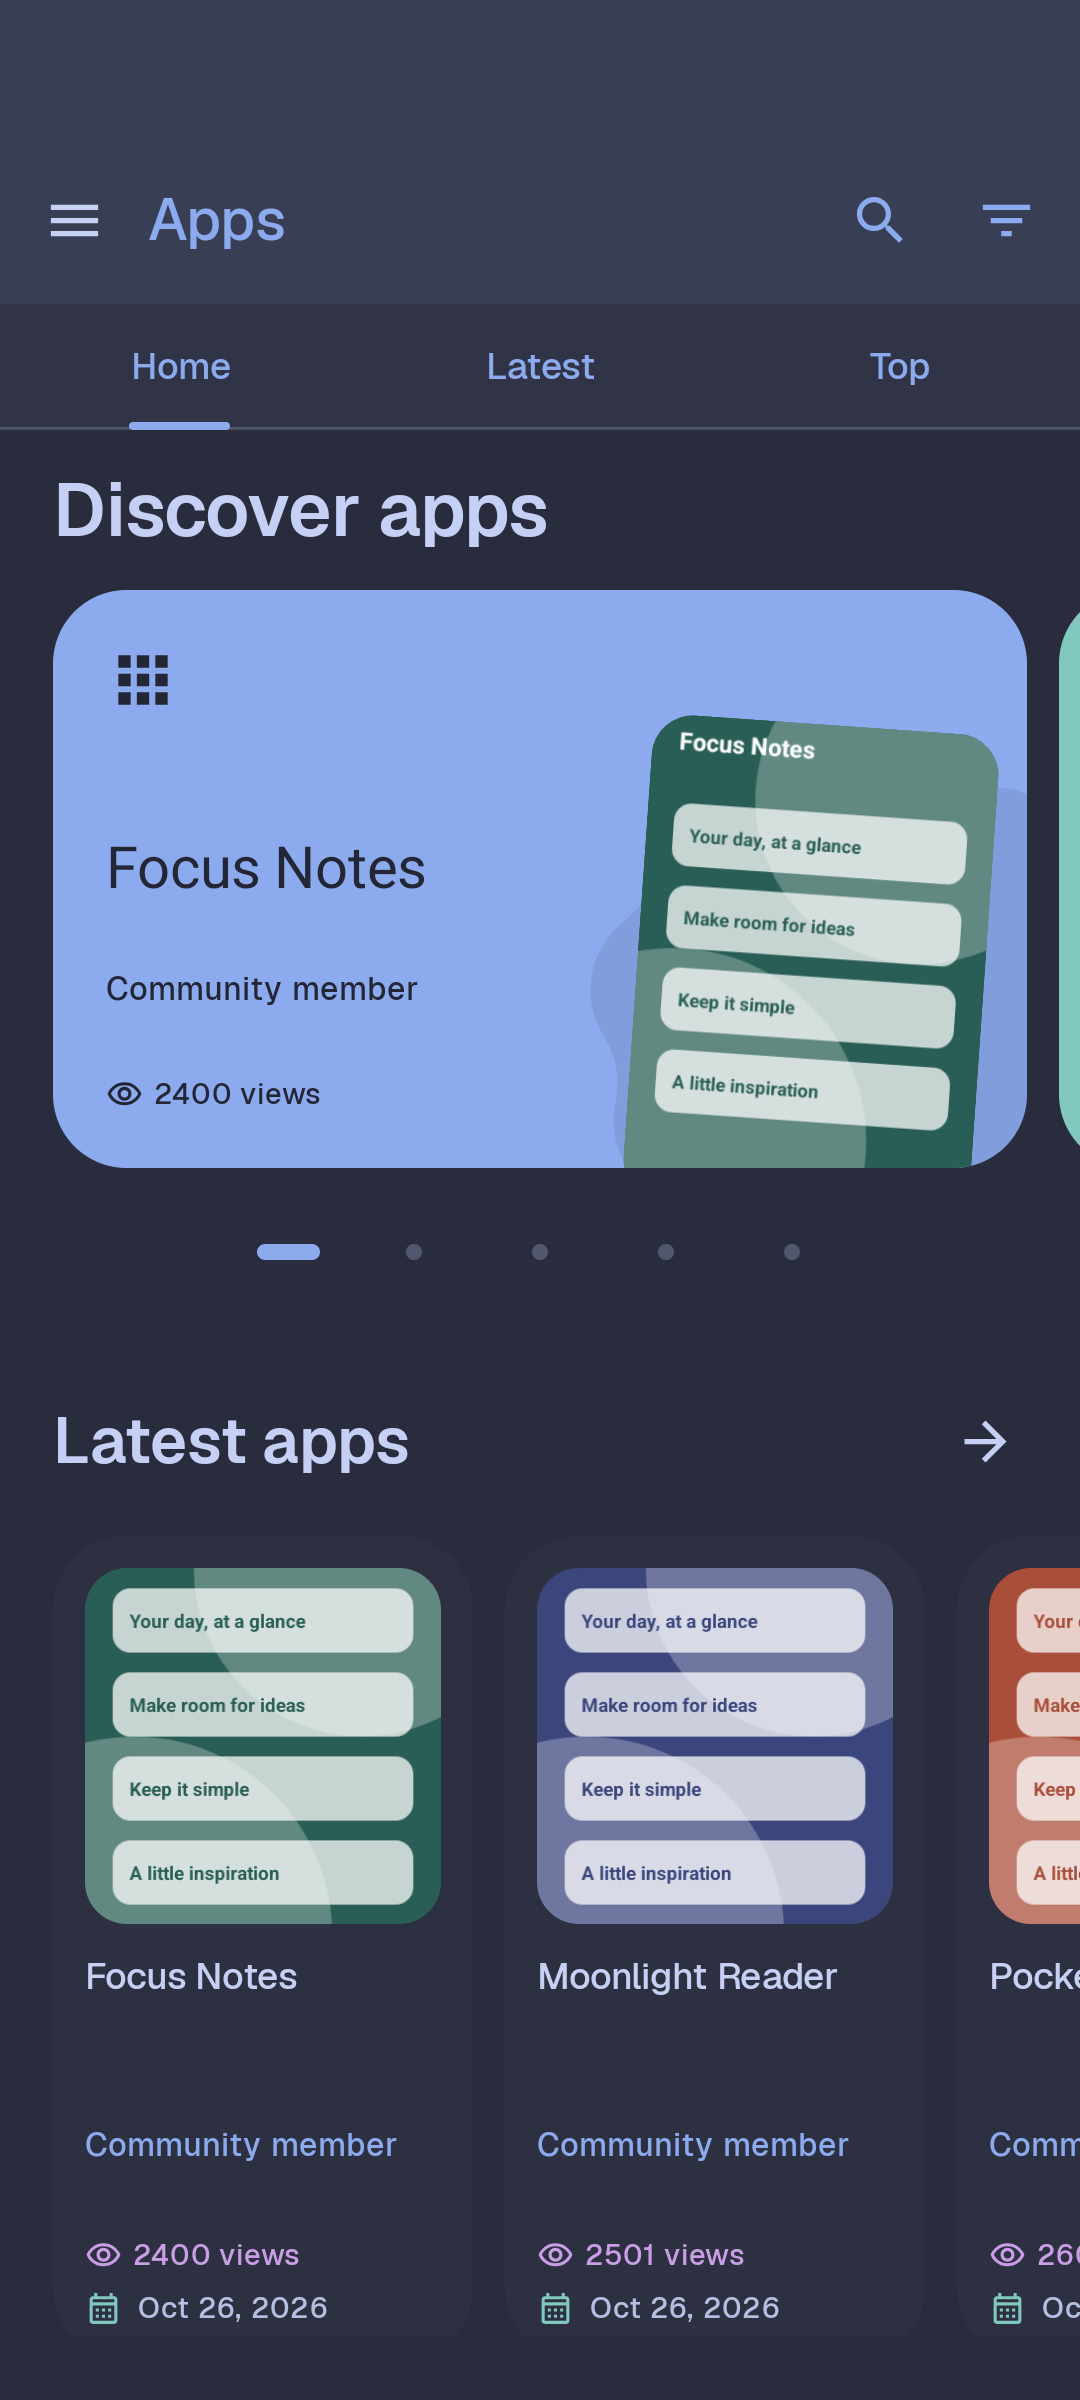 Apps
Home Latest Top
Discover apps
Focus Notes
Community member
2400 views
Focus Notes
Your day, at a glance
Make room for ideas
Keep it simple
A little inspiration
Latest apps
Your day, at a glance
Make room for ideas
Keep it simple
A little inspiration
Focus Notes
Community member
2400 views
Oct 26, 2026
Your day, at a glance
Make room for ideas
Keep it simple
A little inspiration
Moonlight Reader
Community member
2501 views
Oct 26, 2026
Your
Make
Keep
A